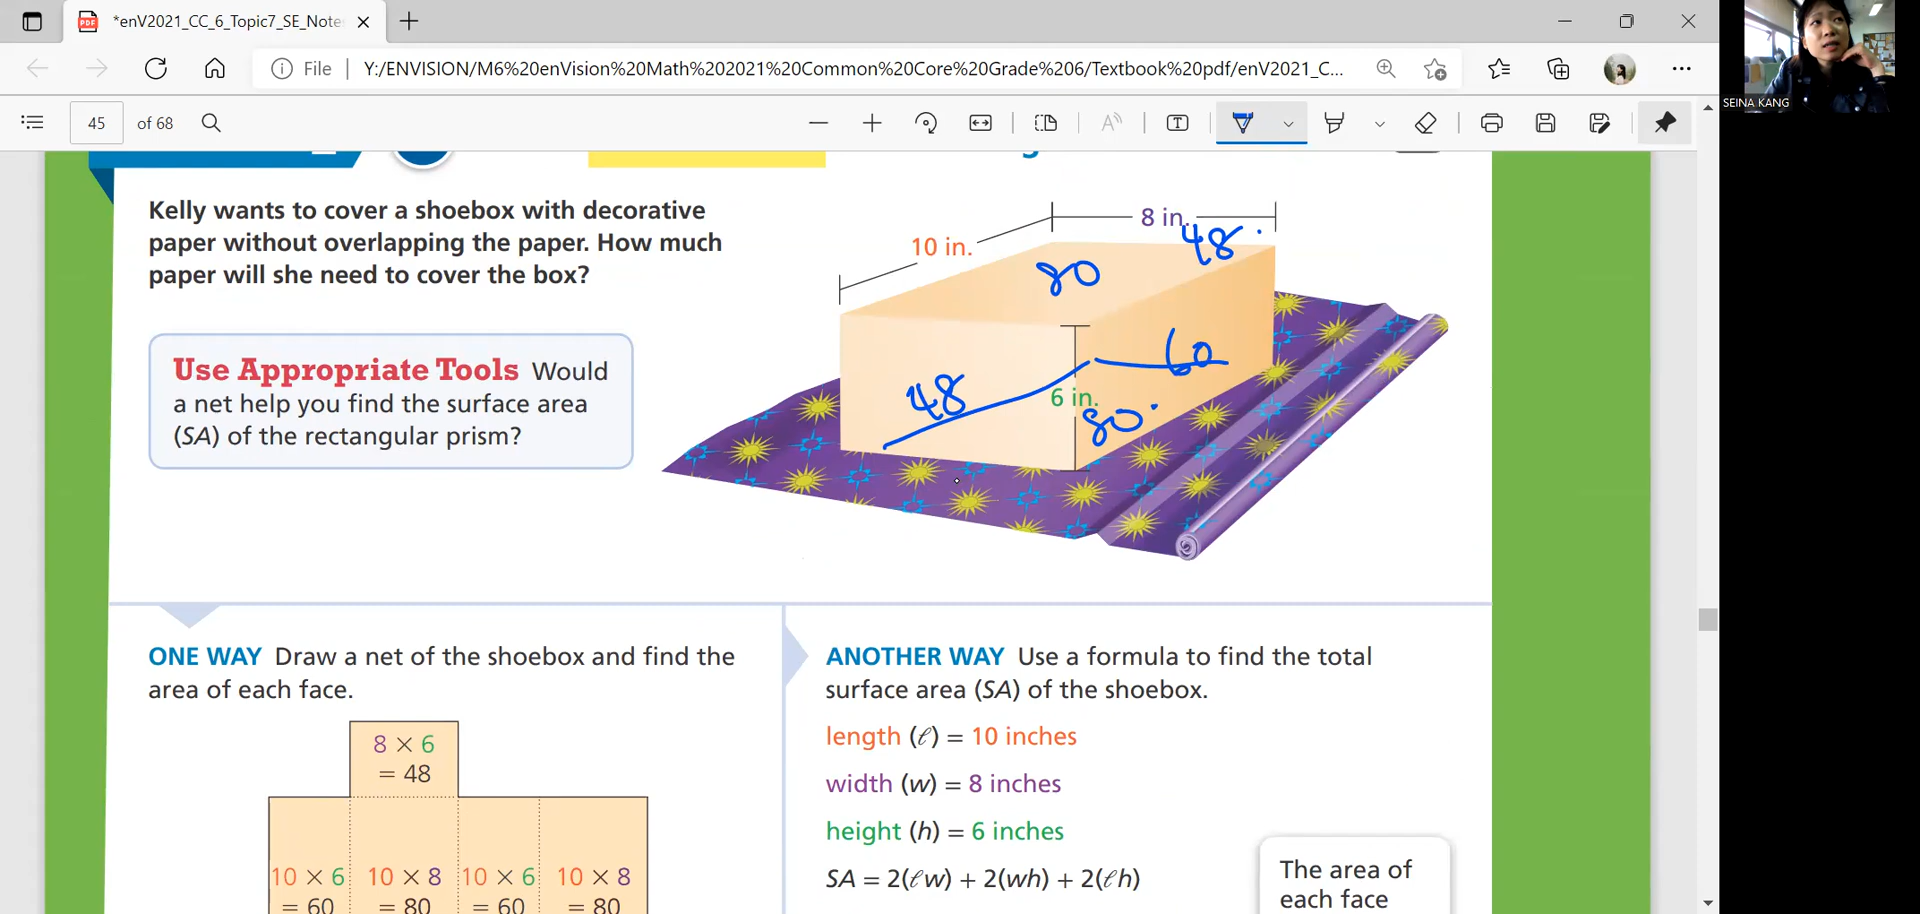 *enV2021_CC_6_Topic7_SE_Note
File
Y:/ENVISION/M6%20enVision%20Math%202021%20Common%20Core%20Grade%206/Textbook%20pdf/enV2021_C...
SEINA KANG
45 of 68
Kelly wants to cover a shoebox with decorative
paper without overlapping the paper. How much
paper will she need to cover the box?
8 in.
10 in.
48
80
60
48
6 in.
80
Use Appropriate Tools Would
a net help you find the surface area
(SA) of the rectangular prism?
ONE WAY Draw a net of the shoebox and find the
area of each face.
8 × 6
= 48
10 × 6 10 × 8 10 × 6 10 × 8
= 60 = 80 = 60 = 80
ANOTHER WAY Use a formula to find the total
surface area (SA) of the shoebox.
length (ℓ) = 10 inches
width (w) = 8 inches
height (h) = 6 inches
SA = 2(ℓw) + 2(wh) + 2(ℓh)
The area of
each face